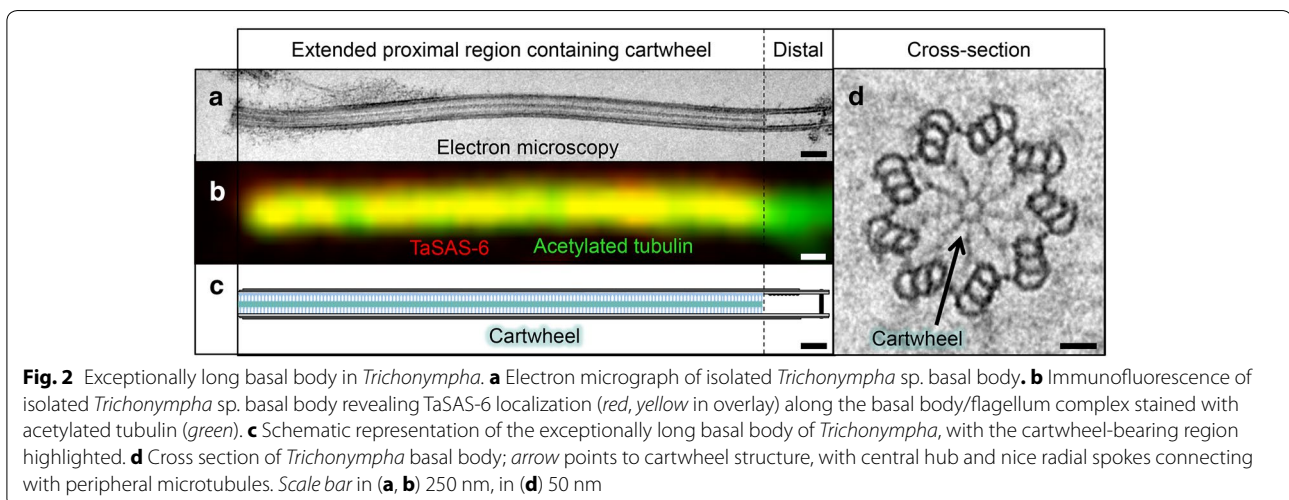 Extended proximal region containing cartwheel
Distal
Cross-section
a
Electron microscopy
b
TaSAS-6
Acetylated tubulin
c
Cartwheel
d
Cartwheel
Fig. 2 Exceptionally long basal body in Trichonympha. a Electron micrograph of isolated Trichonympha sp. basal body. b Immunofluorescence of
isolated Trichonympha sp. basal body revealing TaSAS-6 localization (red, yellow in overlay) along the basal body/flagellum complex stained with
acetylated tubulin (green). c Schematic representation of the exceptionally long basal body of Trichonympha, with the cartwheel-bearing region
highlighted. d Cross section of Trichonympha basal body; arrow points to cartwheel structure, with central hub and nice radial spokes connecting
with peripheral microtubules. Scale bar in (a, b) 250 nm, in (d) 50 nm